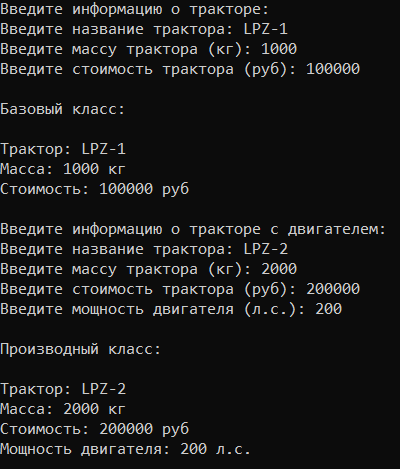 Введите информацию о тракторе:
Введите название трактора: LPZ-1
Введите массу трактора (кг): 1000
Введите стоимость трактора (руб): 100000
Базовый класс:
Трактор: LPZ-1
Масса: 1000 кг
Стоимость: 100000 руб
Введите информацию о тракторе с двигателем:
Введите название трактора: LPZ-2
Введите массу трактора (кг): 2000
Введите стоимость трактора (руб): 200000
Введите мощность двигателя (л.с.): 200
Производный класс:
Трактор: LPZ-2
Масса: 2000 кг
Стоимость: 200000 руб
Мощность двигателя: 200 л.с.